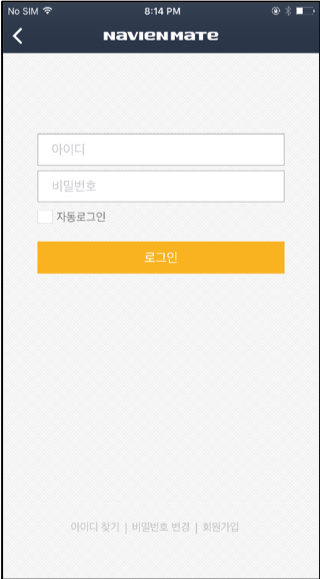 No SIM 8:14 PM
NAVIEN MATE
아이디
비밀번호
자동로그인
로그인
아이디 찾기 | 비밀번호 변경 | 회원가입